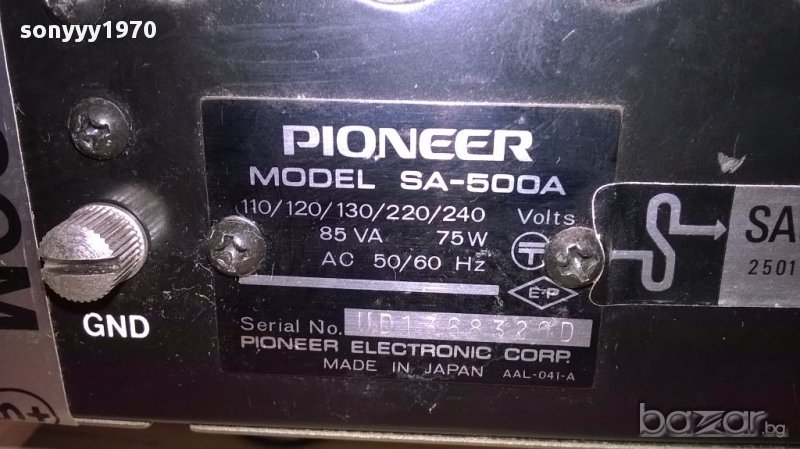 sonyyy1970
PIONEER
MODEL SA-500A
110/120/130/220/240 Volts
85 VA 75W
AC 50/60 Hz
GND
Serial No.
PIONEER ELECTRONIC CORP.
MADE IN JAPAN AAL-041-A
SA
2501
bazar.bg